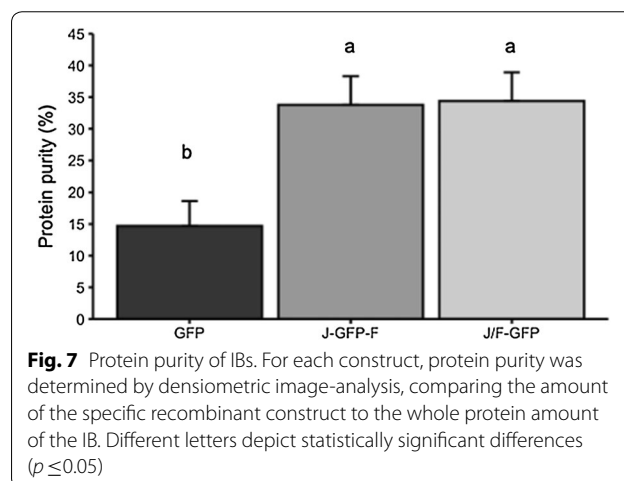 45
40
35
30
25
20
15
10
5
0
Protein purity (%)
b
a
a
GFP
J-GFP-F
J/F-GFP
Fig. 7 Protein purity of IBs. For each construct, protein purity was
determined by densiometric image-analysis, comparing the amount
of the specific recombinant construct to the whole protein amount
of the IB. Different letters depict statistically significant differences
(p ≤0.05)